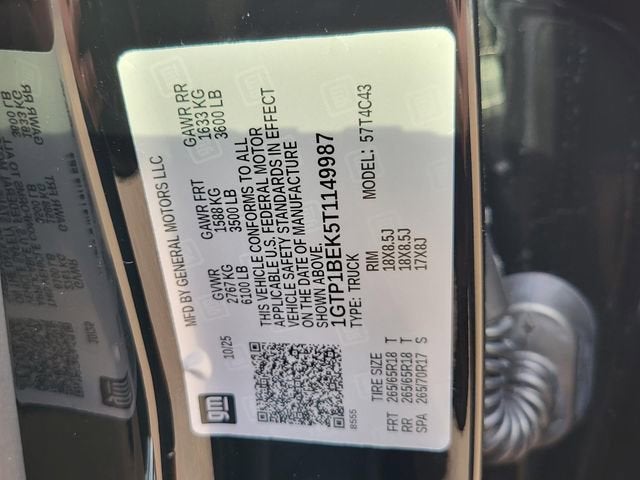 MFD BY GENERAL MOTORS LLC
10/25
GVWR GAWR FRT GAWR RR
2767 KG 1588 KG 1633 KG
6100 LB 3500 LB 3600 LB
THIS VEHICLE CONFORMS TO ALL
APPLICABLE U.S. FEDERAL MOTOR
VEHICLE SAFETY STANDARDS IN EFFECT
ON THE DATE OF MANUFACTURE
SHOWN ABOVE.
1GTP1BEK5T1149987
TYPE: TRUCK MODEL: 57T4C43
gm
8555
TIRE SIZE RIM
FRT 265/65R18 T 18X8.5J
RR 265/65R18 T 18X8.5J
SPA 265/70R17 S 17X8J